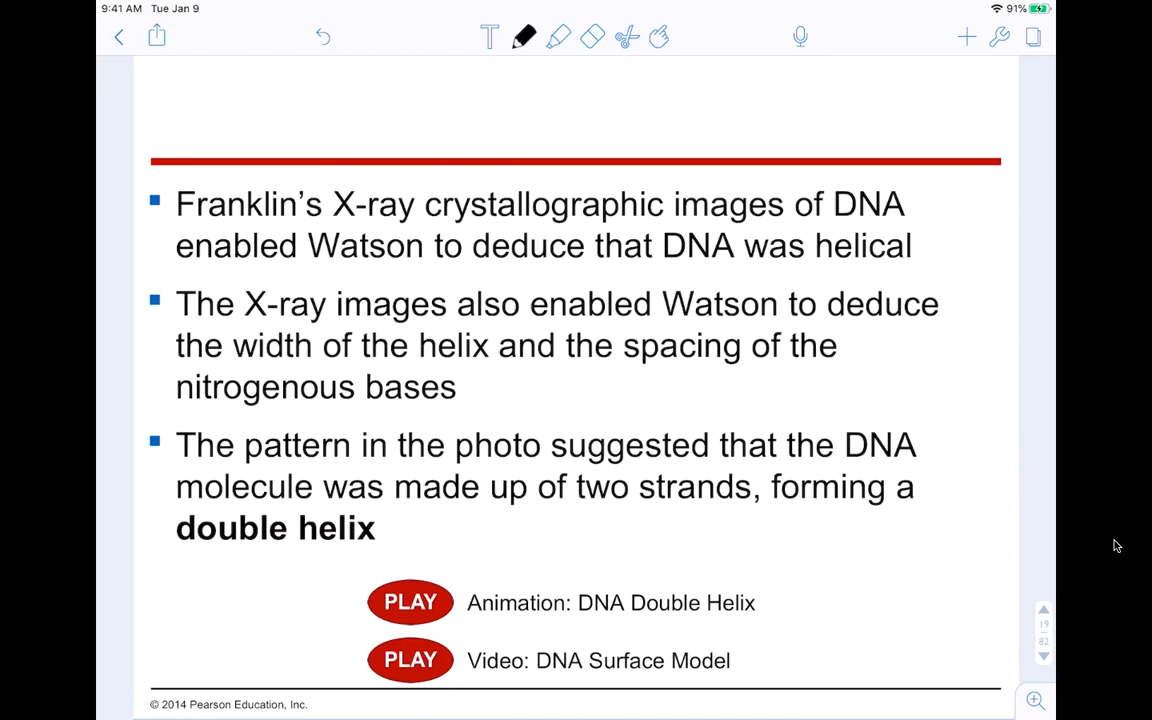 9:41 AM Tue Jan 9
91%
T
Franklin’s X-ray crystallographic images of DNA
enabled Watson to deduce that DNA was helical
The X-ray images also enabled Watson to deduce
the width of the helix and the spacing of the
nitrogenous bases
The pattern in the photo suggested that the DNA
molecule was made up of two strands, forming a
double helix
PLAY Animation: DNA Double Helix
19
82
PLAY Video: DNA Surface Model
© 2014 Pearson Education, Inc.